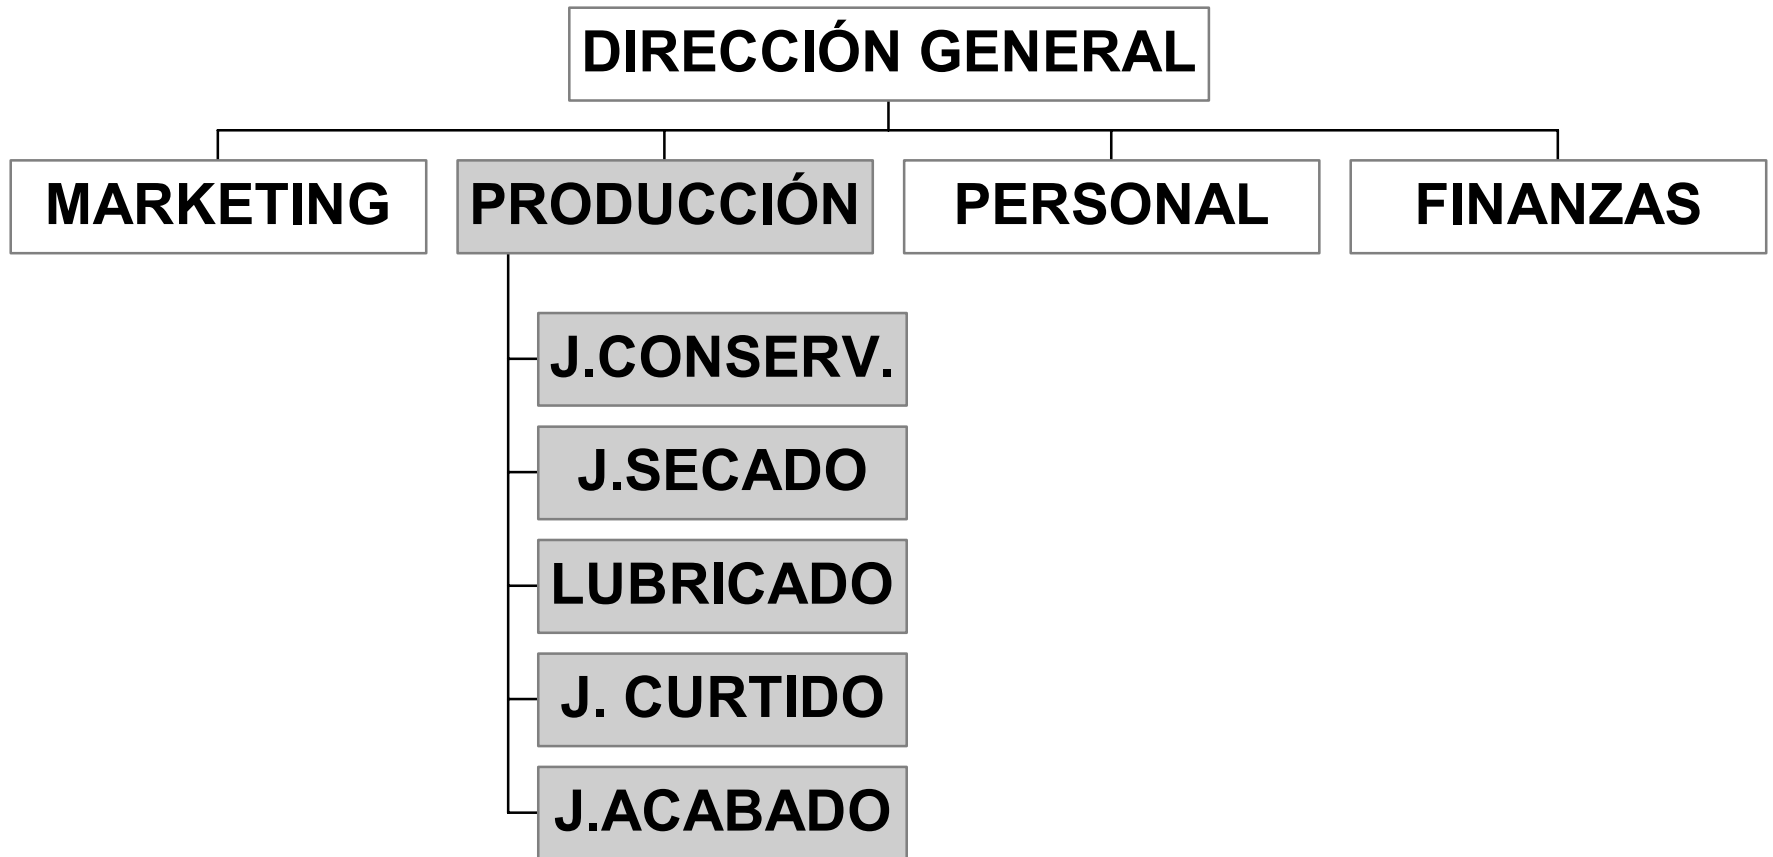 DIRECCIÓN GENERAL
MARKETING
PRODUCCIÓN
PERSONAL
FINANZAS
J.CONSERV.
J.SECADO
LUBRICADO
J. CURTIDO
J.ACABADO